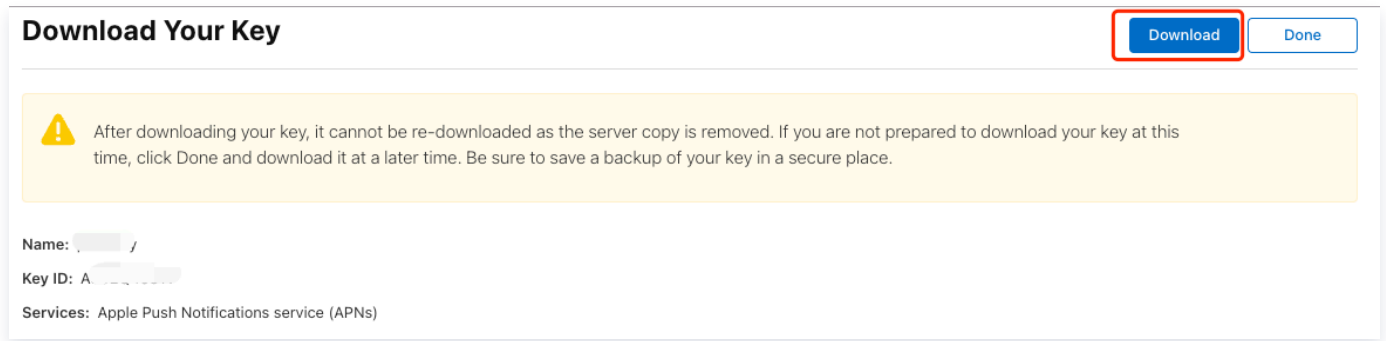 Download Your Key
Download
Done
After downloading your key, it cannot be re-downloaded as the server copy is removed. If you are not prepared to download your key at this
time, click Done and download it at a later time. Be sure to save a backup of your key in a secure place.
Name:
Key ID:
Services: Apple Push Notifications service (APNs)